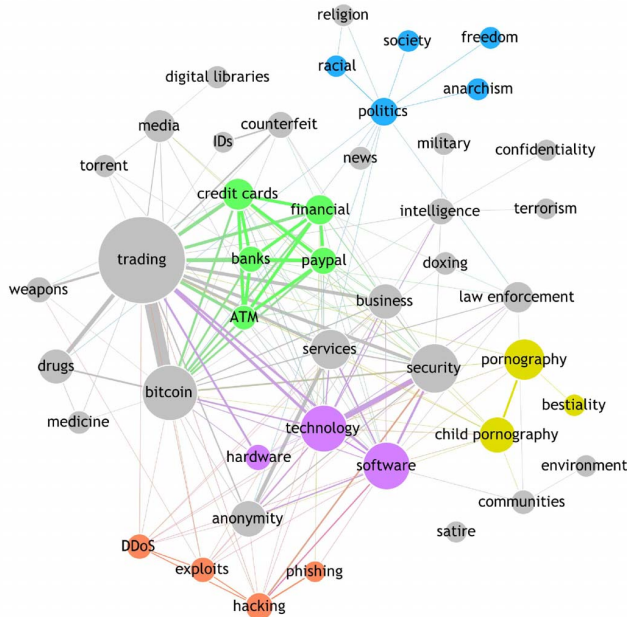 religion
society
freedom
racial
digital libraries
anarchism
politics
media
counterfeit
IDs
military
confidentiality
news
torrent
credit cards
financial
intelligence
terrorism
trading
banks
paypal
doxing
weapons
business
law enforcement
ATM
services
drugs
security
pornography
bitcoin
bestiality
medicine
technology
child pornography
hardware
software
environment
communities
anonymity
satire
DDoS
exploits
phishing
hacking